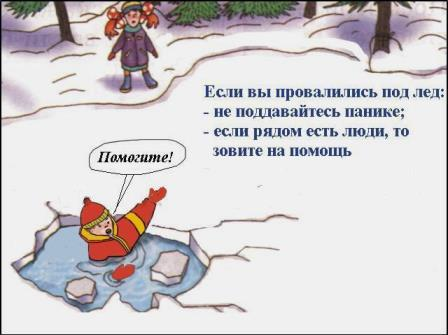 Если вы провалились под лед:
- не поддавайтесь панике;
- если рядом есть люди, то
зовите на помощь
Помогите!